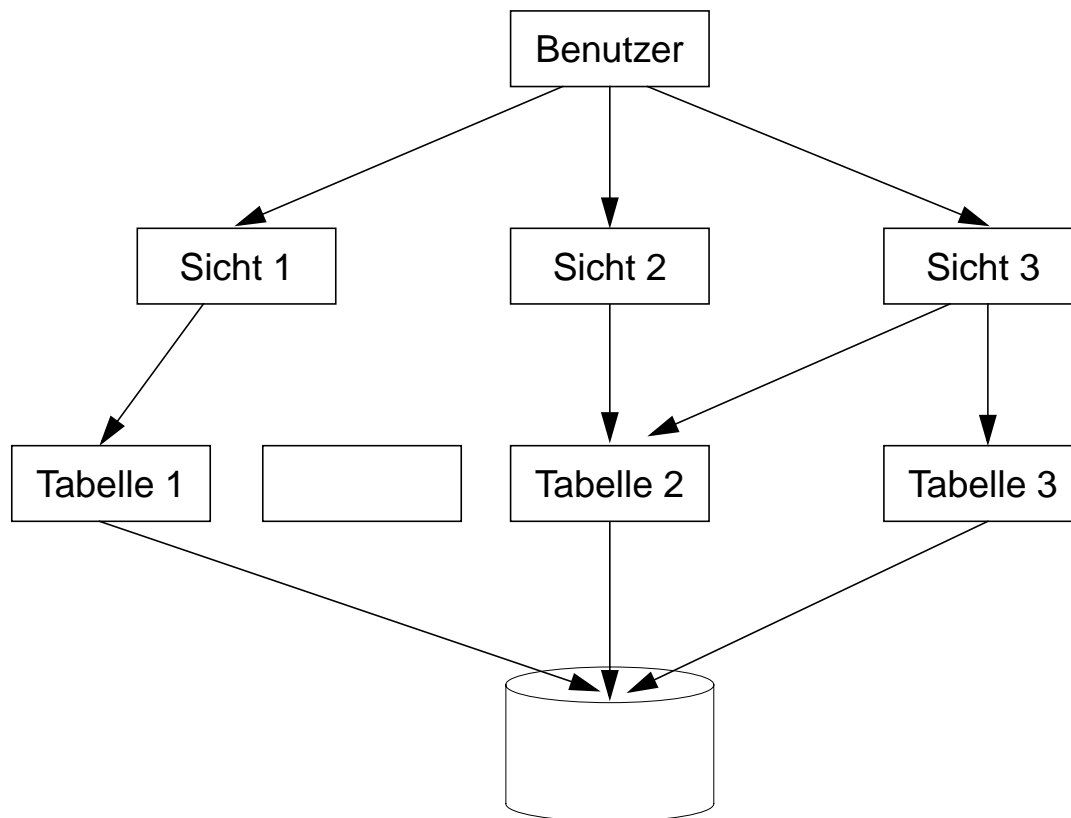 Benutzer
Sicht 1
Sicht 2
Sicht 3
Tabelle 1
Tabelle 2
Tabelle 3